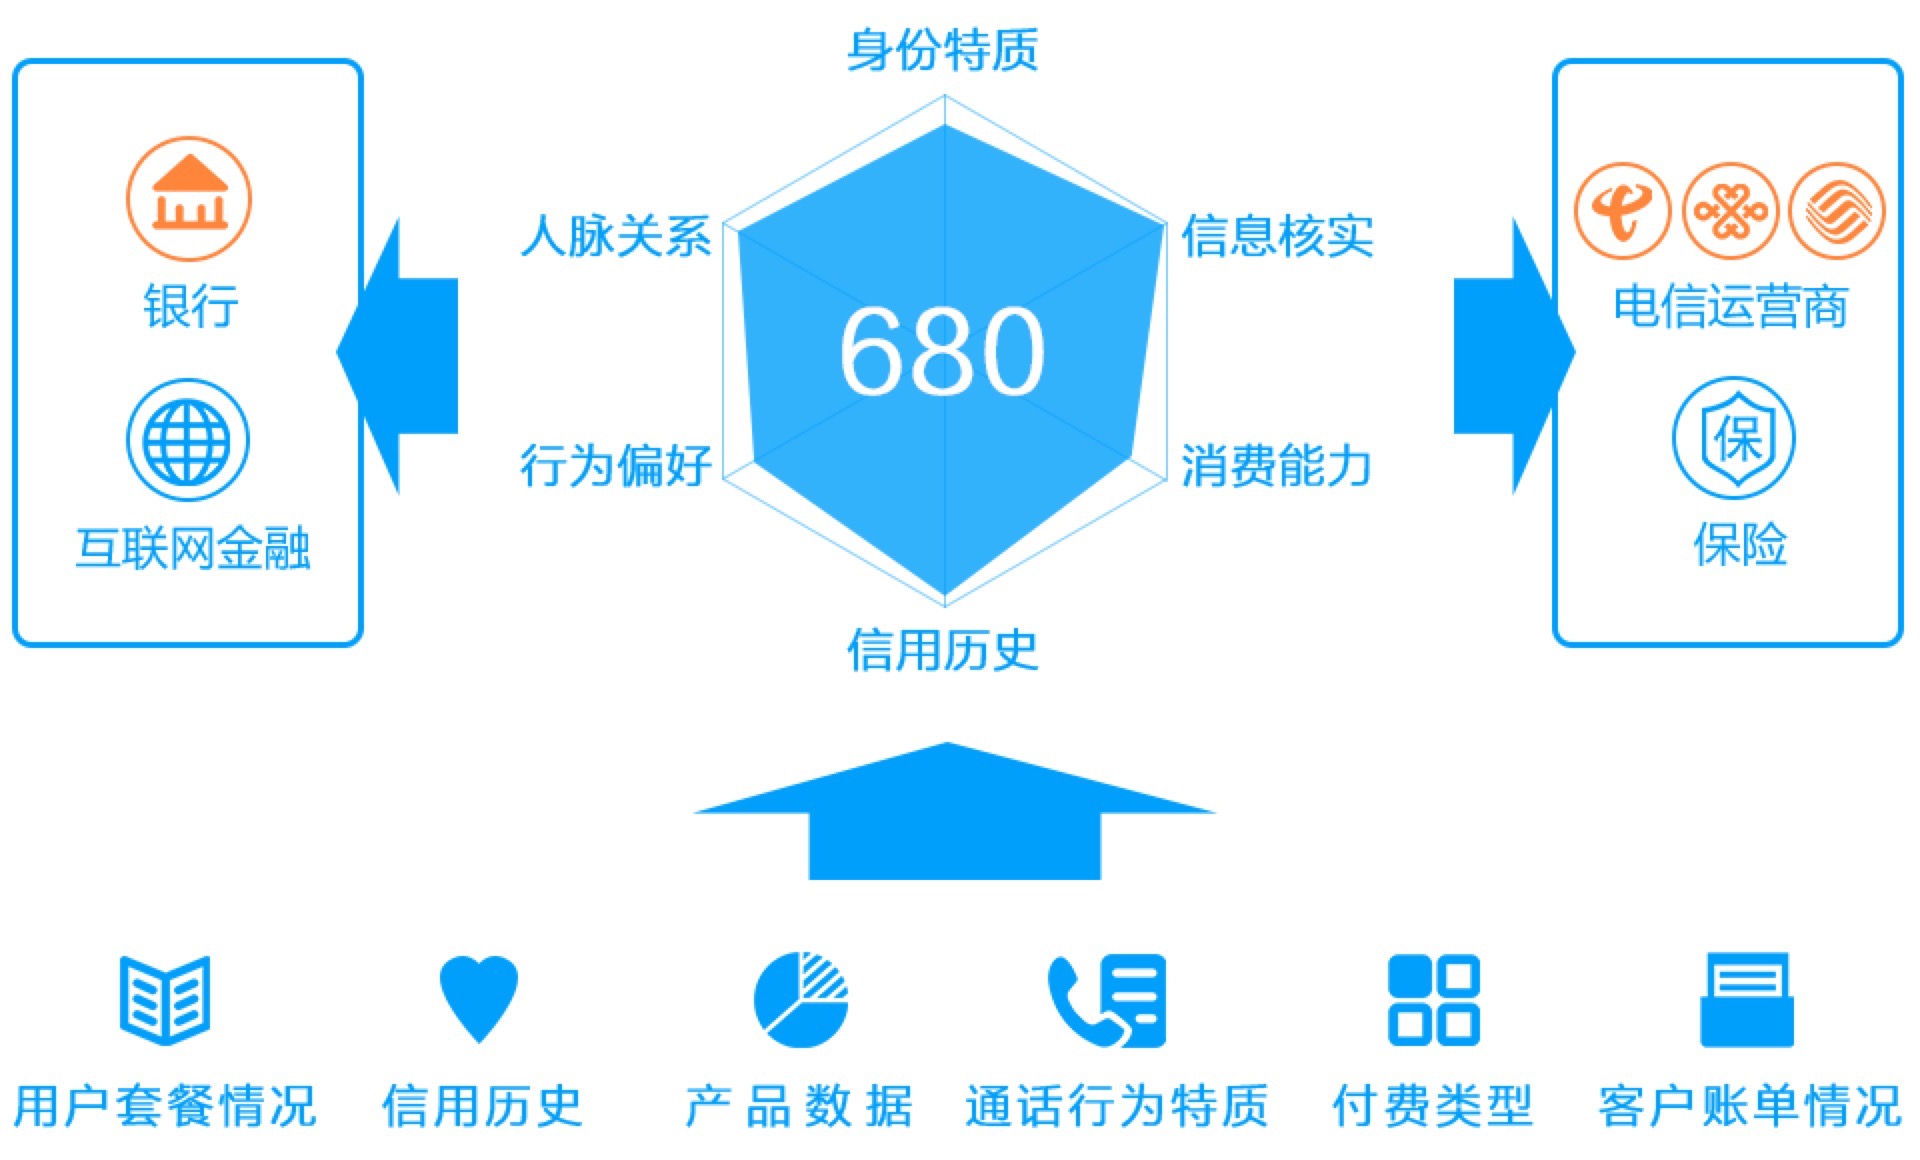 身份特质
人脉关系
信息核实
680
行为偏好
消费能力
信用历史
银行
互联网金融
电信运营商
保
保险
用户套餐情况
信用历史
产品数据
通话行为特质
付费类型
客户账单情况